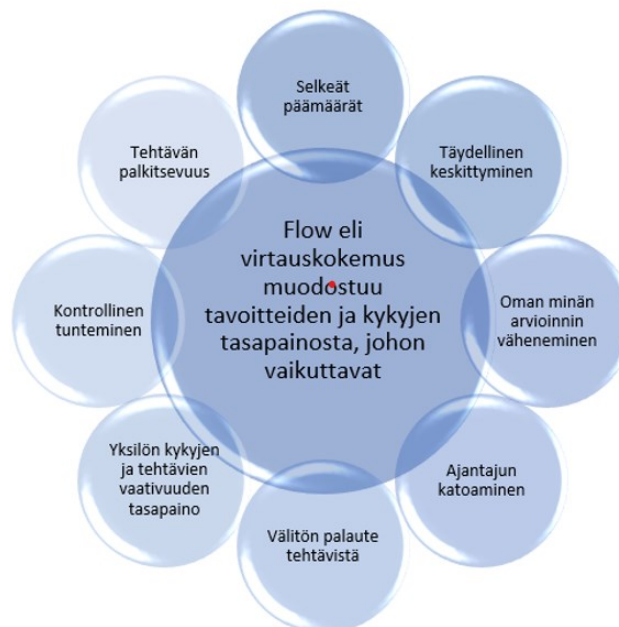 Selkeät
päämäärät
Täydellinen
keskittyminen
Oman minän
arvioinnin
väheneminen
Ajantajun
katoaminen
Välitön palaute
tehtävistä
Yksilön kykyjen
ja tehtävien
vaativuuden
tasapaino
Kontrollinen
tunteminen
Tehtävän
palkitsevuus
Flow eli
virtauskokemus
muodostuu
tavoitteiden ja kykyjen
tasapainosta, johon
vaikuttavat